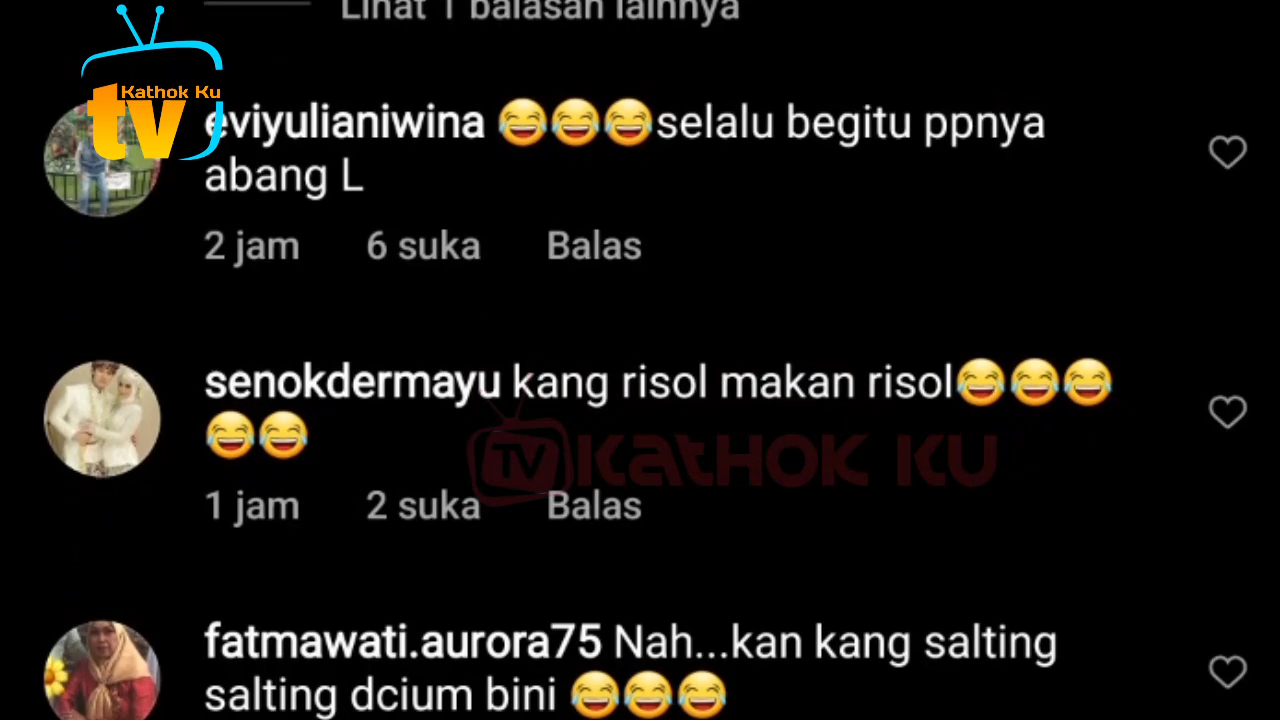 Lihat 1 balasan lainnya
Kathok Ku
tv
eviyulianiwina 😂😂😂selalu begitu ppnya
abang L
2 jam 6 suka Balas
senokdermayu kang risol makan risol😂😂😂
😂😂
TV KATHOK KU
1 jam 2 suka Balas
fatmawati.aurora75 Nah...kan kang salting
salting dcium bini 😂😂😂